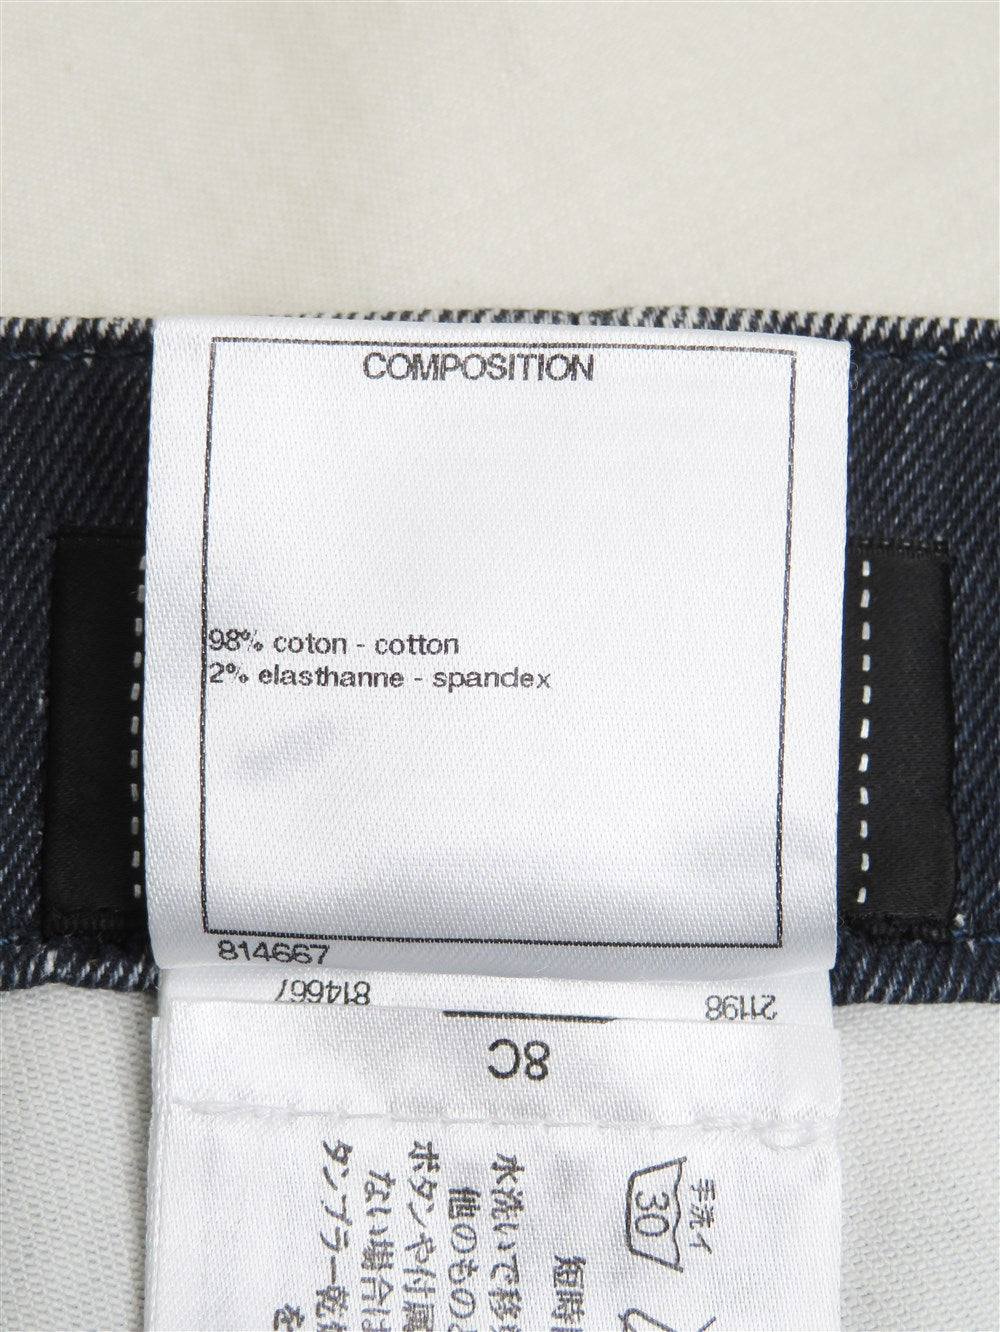 COMPOSITION
98% coton - cotton
2% elasthanne - spandex
814667
814667
21198
8C
手洗イ
30
短時
水洗いで移染
他のもの
ボタンや付属
ない場合は
タンブラー乾
を